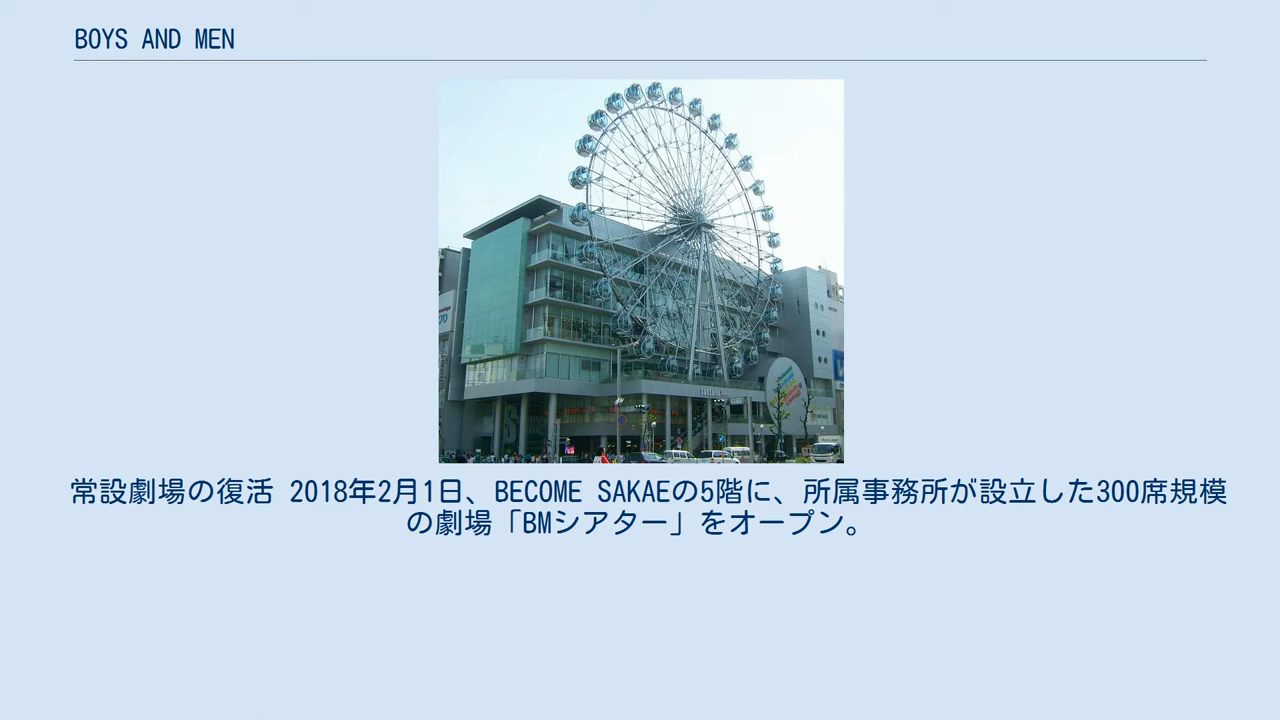 BOYS AND MEN
常設劇場の復活 2018年2月1日、BECOME SAKAEの5階に、所属事務所が設立した300席規模
の劇場「BMシアター」をオープン。